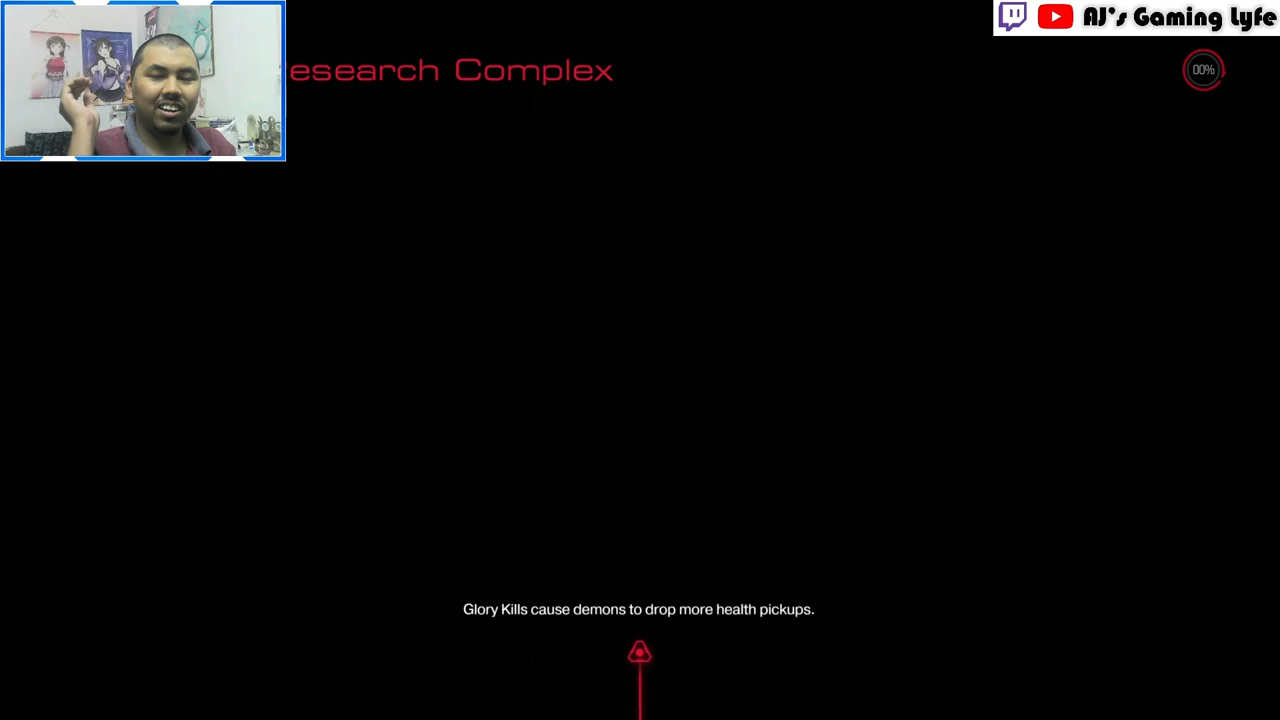 AJ's Gaming Lyfe
esearch Complex
00%
Glory Kills cause demons to drop more health pickups.